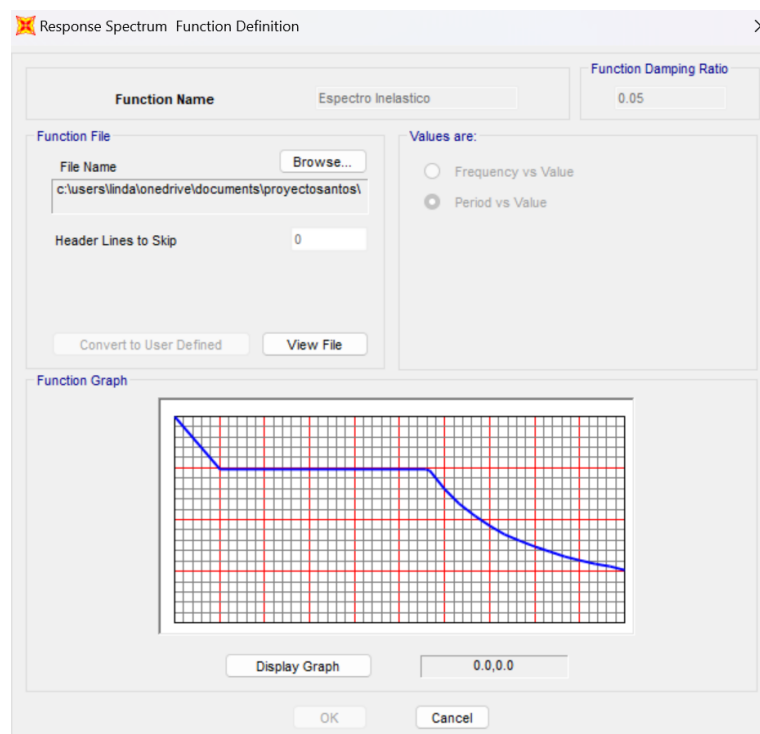 Response Spectrum Function Definition
Function Name
Espectro Inelastico
Function Damping Ratio
0.05
Function File
File Name
Browse...
c:\users\linda\onedrive\documents\proyectosantos\
Header Lines to Skip
0
Convert to User Defined
View File
Values are:
Frequency vs Value
Period vs Value
Function Graph
Display Graph
0.0,0.0
OK
Cancel